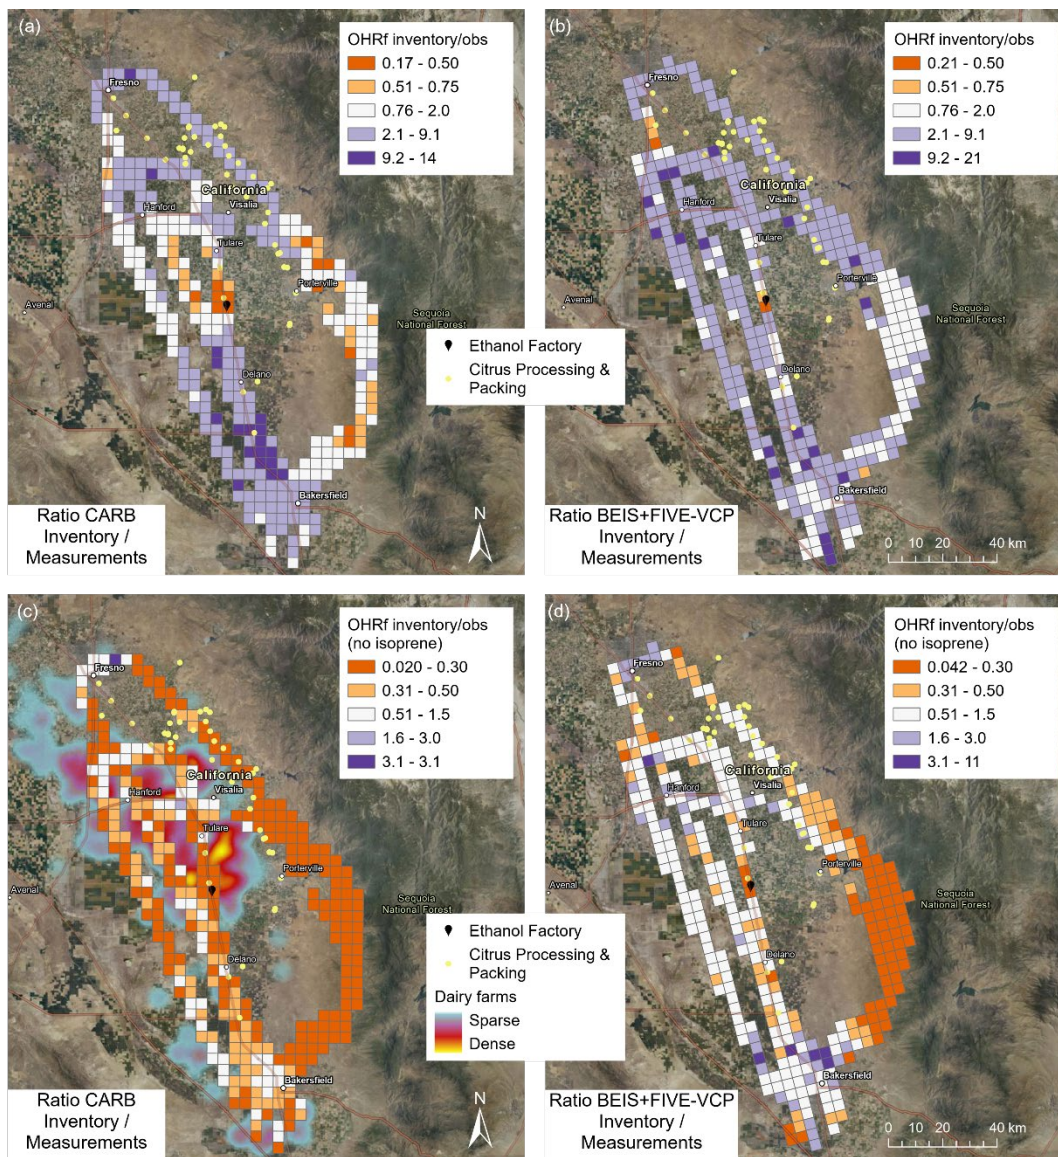 (a)
OHRf inventory/obs
0.17 - 0.50
0.51 - 0.75
0.76 - 2.0
2.1 - 9.1
9.2 - 14
Fresno
California
Hanford
Visalia
Tulare
Avenal
Porterville
Sequoia
National Forest
Delano
Bakersfield
Ratio CARB
Inventory /
Measurements
N
(b)
OHRf inventory/obs
0.21 - 0.50
0.51 - 0.75
0.76 - 2.0
2.1 - 9.1
9.2 - 21
Fresno
California
Hanford
Visalia
Tulare
Avenal
Porterville
Sequoia
National Forest
Delano
Bakersfield
Ratio BEIS+FIVE-VCP
Inventory /
Measurements
N
0 10 20 40 km
Ethanol Factory
Citrus Processing &
Packing
(c)
OHRf inventory/obs
(no isoprene)
0.020 - 0.30
0.31 - 0.50
0.51 - 1.5
1.6 - 3.0
3.1 - 3.1
Fresno
California
Hanford
Visalia
Tulare
Avenal
Porterville
Sequoia
National Forest
Delano
Bakersfield
Ratio CARB
Inventory /
Measurements
N
(d)
OHRf inventory/obs
(no isoprene)
0.042 - 0.30
0.31 - 0.50
0.51 - 1.5
1.6 - 3.0
3.1 - 11
Fresno
California
Hanford
Visalia
Tulare
Avenal
Porterville
Sequoia
National Forest
Delano
Bakersfield
Ratio BEIS+FIVE-VCP
Inventory /
Measurements
N
0 10 20 40 km
Ethanol Factory
Citrus Processing &
Packing
Dairy farms
Sparse
Dense